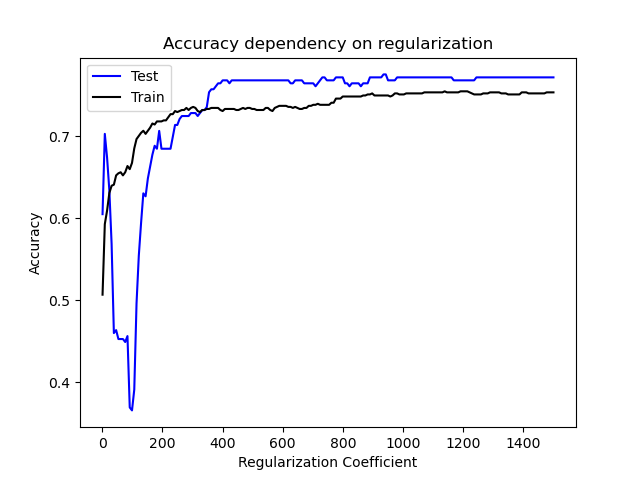 Accuracy dependency on regularization
Test
Train
0.7
0.6
0.5
0.4
Accuracy
0 200 400 600 800 1000 1200 1400
Regularization Coefficient